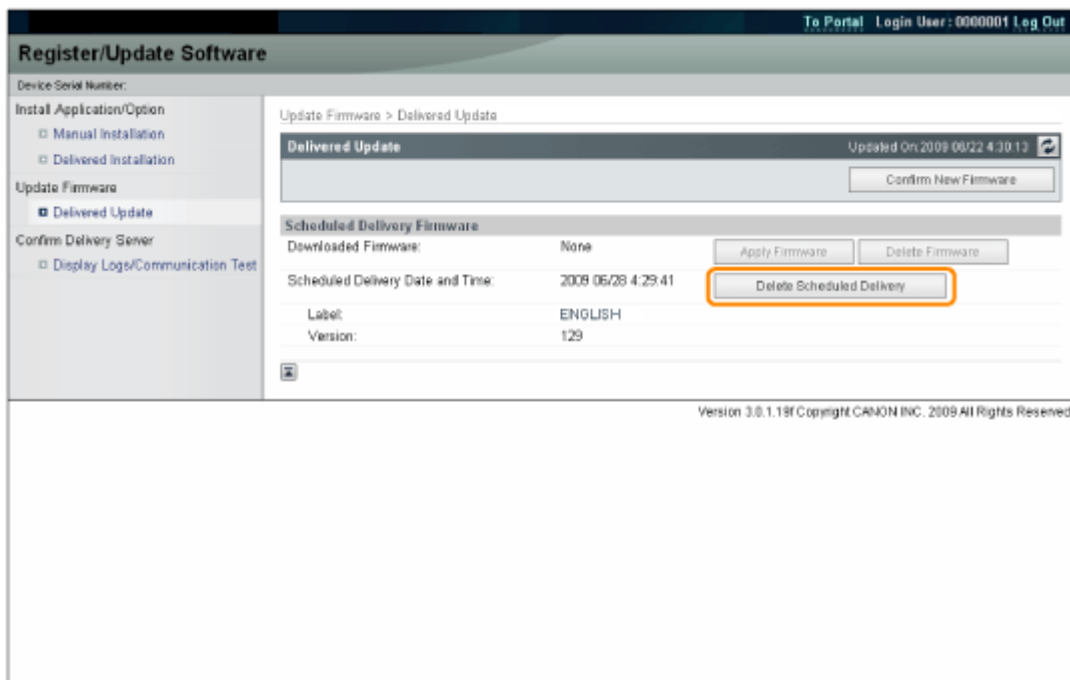 To Portal Login User : 0000001 Log Out
Register/Update Software
Device Serial Number:
Install Application/Option
Manual Installation
Delivered Installation
Update Firmware
Delivered Update
Confirm Delivery Server
Display Logs/Communication Test
Update Firmware > Delivered Update
Delivered Update Updated On:2009 06/22 4:30:13
Confirm New Firmware
Scheduled Delivery Firmware
Downloaded Firmware: None Apply Firmware Delete Firmware
Scheduled Delivery Date and Time: 2009 06/28 4:29:41 Delete Scheduled Delivery
Label: ENGLISH
Version: 129
Version 3.0.1.19f Copyright CANON INC. 2009 All Rights Reserved